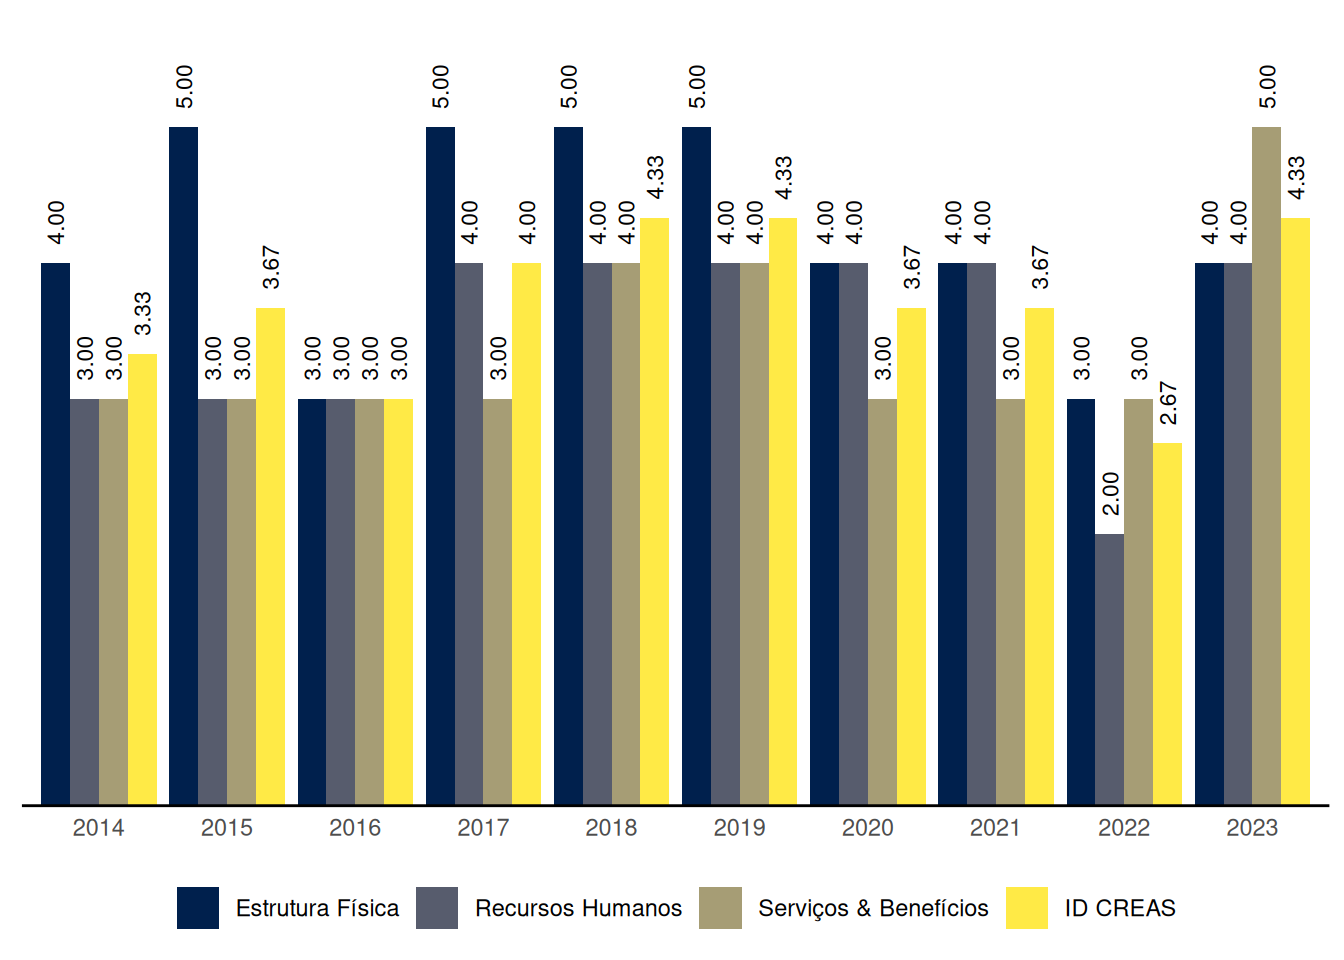 4.00 3.00 3.00 3.33
5.00 3.00 3.00 3.67
3.00 3.00 3.00 3.00
5.00 4.00 3.00 4.00
5.00 4.00 4.00 4.33
5.00 4.00 4.00 4.33
4.00 4.00 3.00 3.67
4.00 4.00 3.00 3.67
3.00 2.00 3.00 2.67
4.00 4.00 5.00 4.33
2014 2015 2016 2017 2018 2019 2020 2021 2022 2023
Estrutura Física Recursos Humanos Serviços & Benefícios ID CREAS